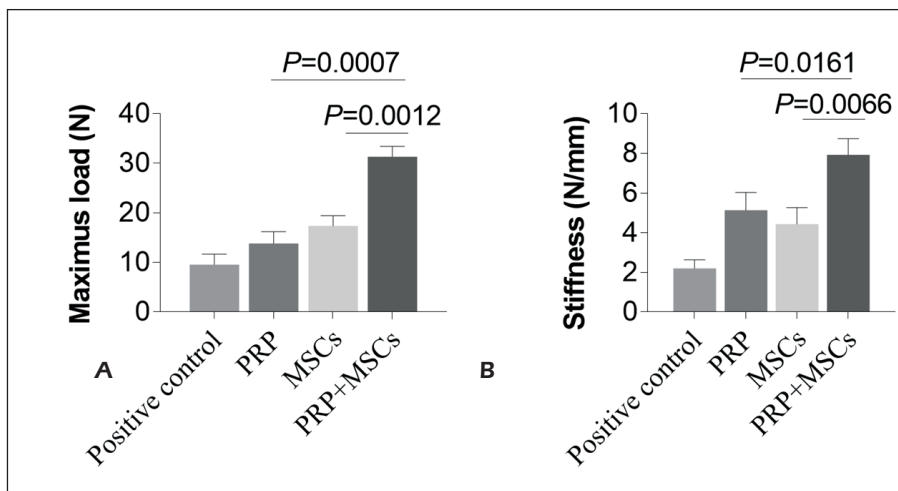 P=0.0007
P=0.0012
Maximus load (N)
40
30
20
10
0
Positive control
PRP
MSCs
PRP+MSCs
A
P=0.0161
P=0.0066
Stiffness (N/mm)
10
8
6
4
2
0
Positive control
PRP
MSCs
PRP+MSCs
B